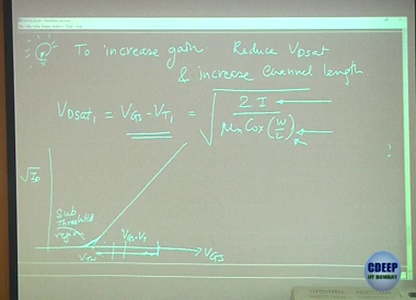 To increase gain Reduce VDsat
& increase Channel length.
VDsat1 = VGS - VT1 = √(2I / μnCox(W/L))
√ID
Sub
threshold
region
VGS-VT
VTN
VGS
CDEEP
IIT BOMBAY